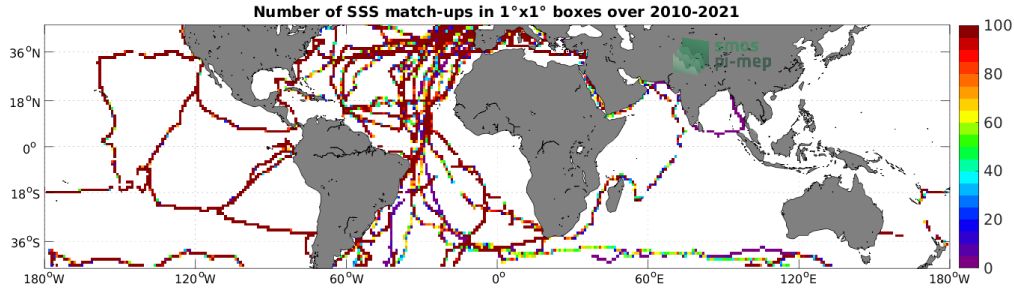 Number of SSS match-ups in 1°x1° boxes over 2010-2021
smos
pi-mep
36°N
18°N
0°
18°S
36°S
180°W 120°W 60°W 0° 60°E 120°E 180°W
100
80
60
40
20
0